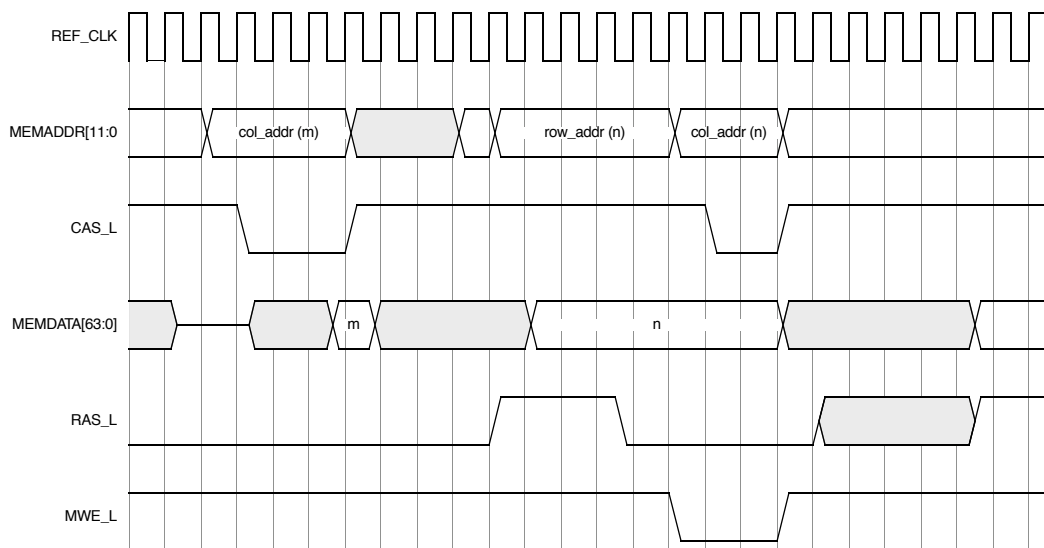 REF_CLK
MEMADDR[11:0
col_addr (m)
row_addr (n)
col_addr (n)
CAS_L
MEMDATA[63:0]
m
n
RAS_L
MWE_L